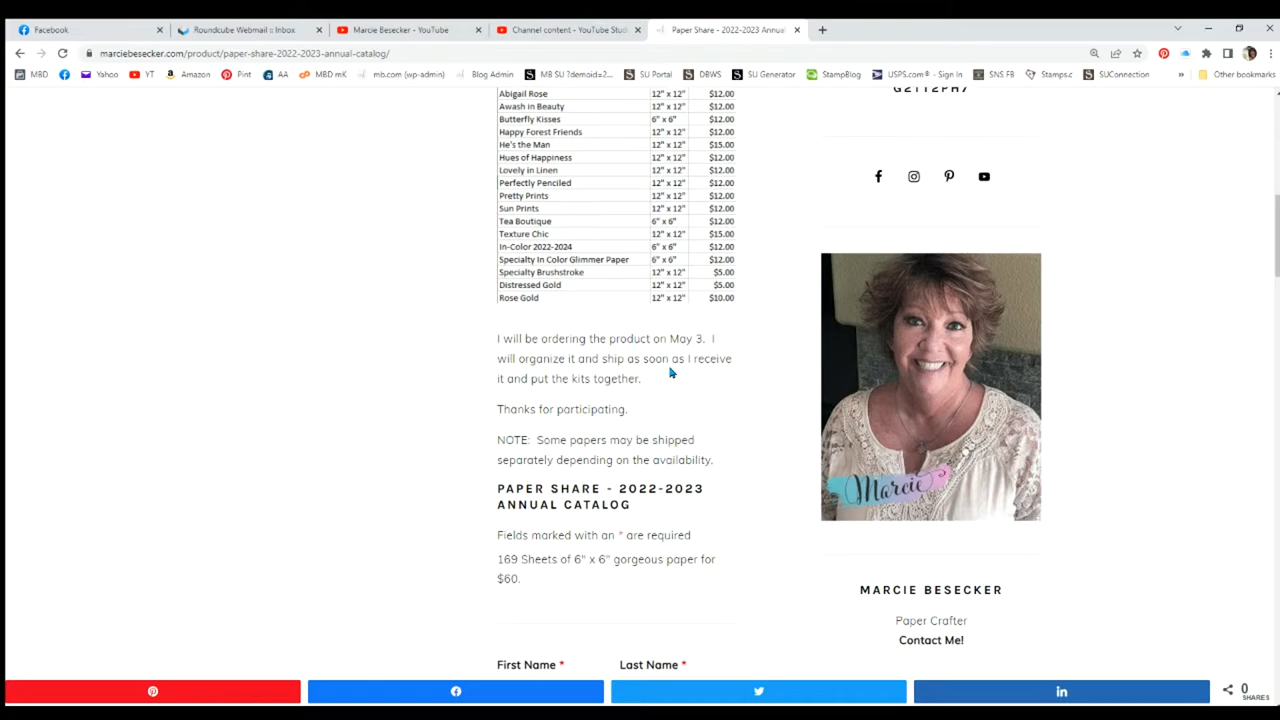 Facebook
Roundcube Webmail :: Inbox
Marcie Besecker - YouTube
Channel content - YouTube Studi
Paper Share - 2022-2023 Annual
marciebesecker.com/product/paper-share-2022-2023-annual-catalog/
MBD Yahoo YT Amazon Pint AA MBD mK mb.com (wp-admin) Blog Admin MB SU ?demoid=2... SU Portal DBWS SU Generator StampBlog USPS.com® - Sign In SNS FB Stamps.c SUConnection » Other bookmarks
Abigail Rose 12" x 12" $12.00
Awash in Beauty 12" x 12" $12.00
Butterfly Kisses 6" x 6" $12.00
Happy Forest Friends 12" x 12" $12.00
He's the Man 12" x 12" $15.00
Hues of Happiness 12" x 12" $12.00
Lovely in Linen 12" x 12" $12.00
Perfectly Penciled 12" x 12" $12.00
Pretty Prints 12" x 12" $12.00
Sun Prints 12" x 12" $12.00
Tea Boutique 6" x 6" $12.00
Texture Chic 12" x 12" $15.00
In-Color 2022-2024 6" x 6" $12.00
Specialty In Color Glimmer Paper 6" x 6" $12.00
Specialty Brushstroke 12" x 12" $5.00
Distressed Gold 12" x 12" $5.00
Rose Gold 12" x 12" $10.00
I will be ordering the product on May 3. I
will organize it and ship as soon as I receive
it and put the kits together.
Thanks for participating.
NOTE: Some papers may be shipped
separately depending on the availability.
PAPER SHARE - 2022-2023
ANNUAL CATALOG
Fields marked with an * are required
169 Sheets of 6" x 6" gorgeous paper for
$60.
First Name * Last Name *
Marcie
MARCIE BESECKER
Paper Crafter
Contact Me!
0
SHARES